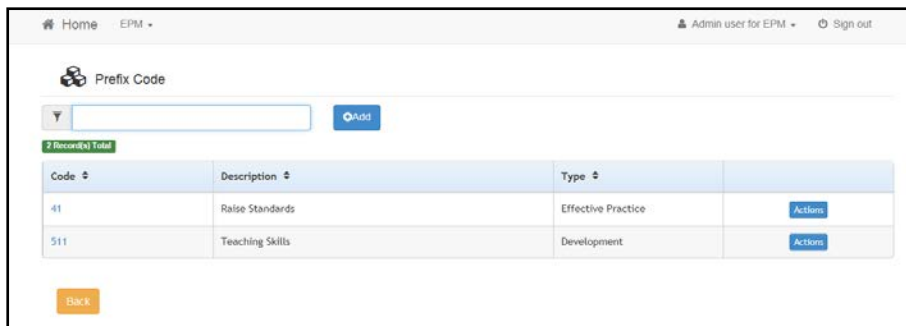 Home EPM Admin user for EPM Sign out
Prefix Code
Add
2 Record(s) Total
Code Description Type
41 Raise Standards Effective Practice Actions
511 Teaching Skills Development Actions
Back